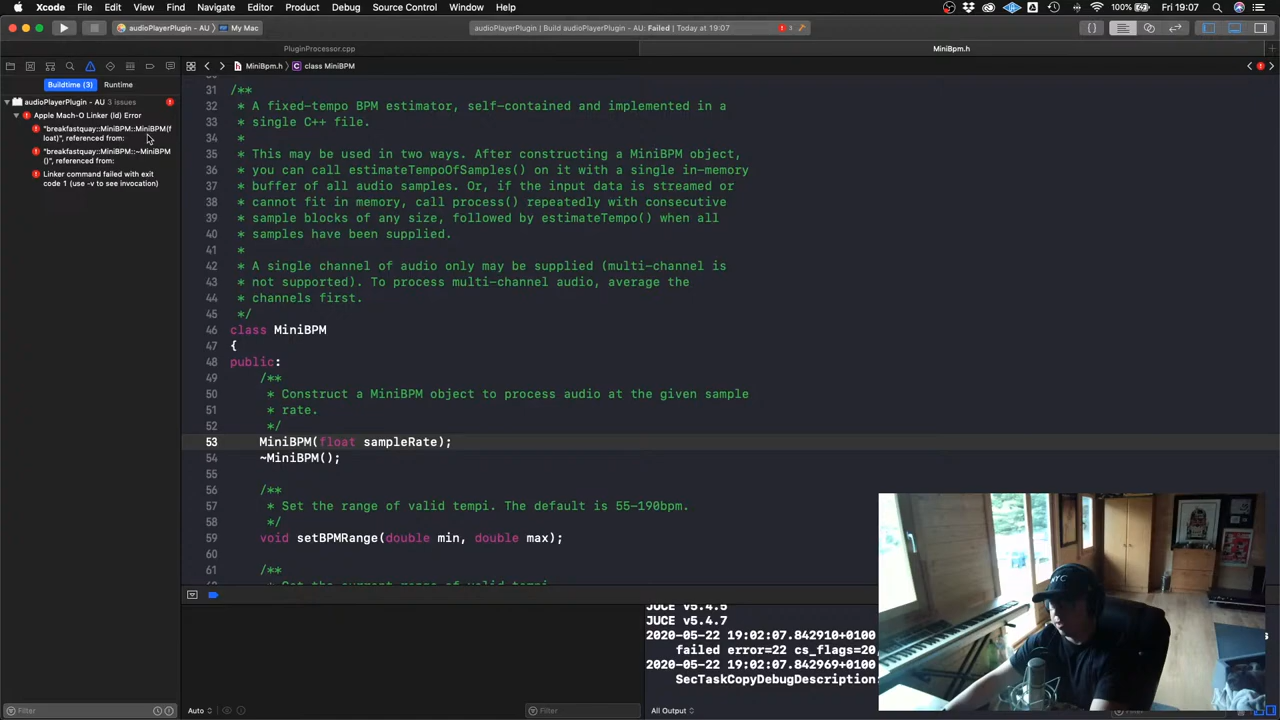 Xcode File Edit View Find Navigate Editor Product Debug Source Control Window Help 100% Fri 19:07
audioPlayerPlugin - AU My Mac audioPlayerPlugin | Build audioPlayerPlugin - AU: Failed | Today at 19:07 1
PluginProcessor.cpp MiniBpm.h
MiniBpm.h class MiniBPM
Buildtime (3) Runtime
audioPlayerPlugin - AU 3 issues
Apple Mach-O Linker (ld) Error
"breakfastquay::MiniBPM::MiniBPM(f
loat)", referenced from:
"breakfastquay::MiniBPM::~MiniBPM
()", referenced from:
Linker command failed with exit
code 1 (use -v to see invocation)
31 /**
32 * A fixed-tempo BPM estimator, self-contained and implemented in a
33 * single C++ file.
34 *
35 * This may be used in two ways. After constructing a MiniBPM object,
36 * you can call estimateTempoOfSamples() on it with a single in-memory
37 * buffer of all audio samples. Or, if the input data is streamed or
38 * cannot fit in memory, call process() repeatedly with consecutive
39 * sample blocks of any size, followed by estimateTempo() when all
40 * samples have been supplied.
41 *
42 * A single channel of audio only may be supplied (multi-channel is
43 * not supported). To process multi-channel audio, average the
44 * channels first.
45 */
46 class MiniBPM
47 {
48 public:
49 /**
50 * Construct a MiniBPM object to process audio at the given sample
51 * rate.
52 */
53 MiniBPM(float sampleRate);
54 ~MiniBPM();
55
56 /**
57 * Set the range of valid tempi. The default is 55-190bpm.
58 */
59 void setBPMRange(double min, double max);
60
61 /**
JUCE v5.4.5
JUCE v5.4.7
2020-05-22 19:02:07.842910+0100
failed error=22 cs_flags=20,
2020-05-22 19:02:07.842969+0100
SecTaskCopyDebugDescription:
Filter Auto Filter All Output
NYC